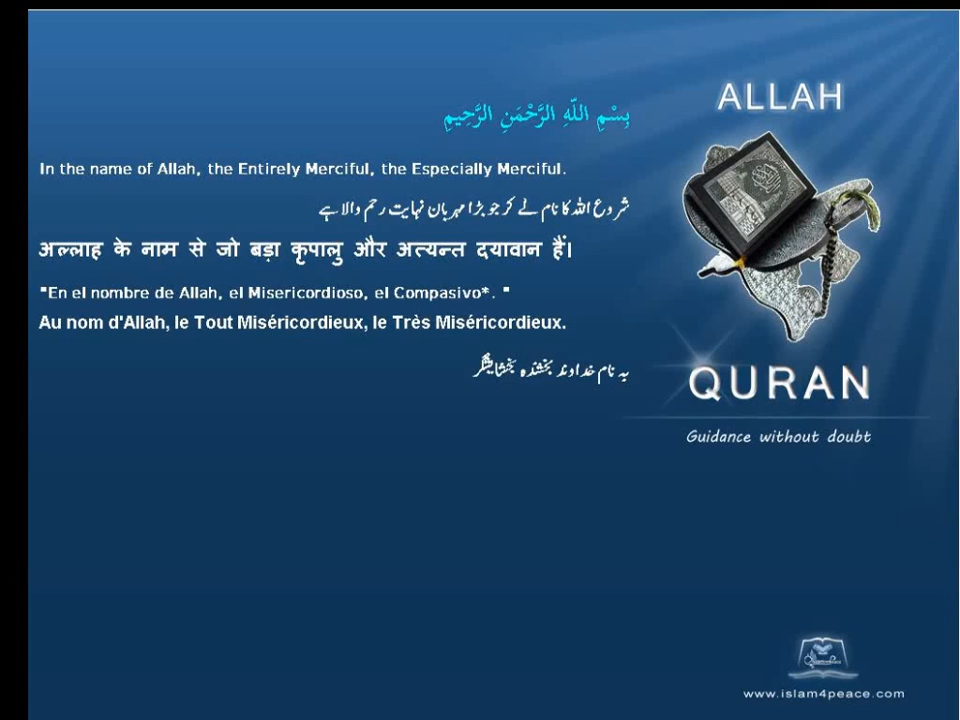 بِسْمِ اللَّهِ الرَّحْمَنِ الرَّحِيمِ
In the name of Allah, the Entirely Merciful, the Especially Merciful.
شروع اللہ کا نام لے کر جو بڑا مہربان نہایت رحم والا ہے
अल्लाह के नाम से जो बड़ा कृपालु और अत्यन्त दयावान हैं।
"En el nombre de Allah, el Misericordioso, el Compasivo*. "
Au nom d'Allah, le Tout Miséricordieux, le Très Miséricordieux.
به نام خداوند بخشنده بخشایشگر
ALLAH
QURAN
Guidance without doubt
www.islam4peace.com